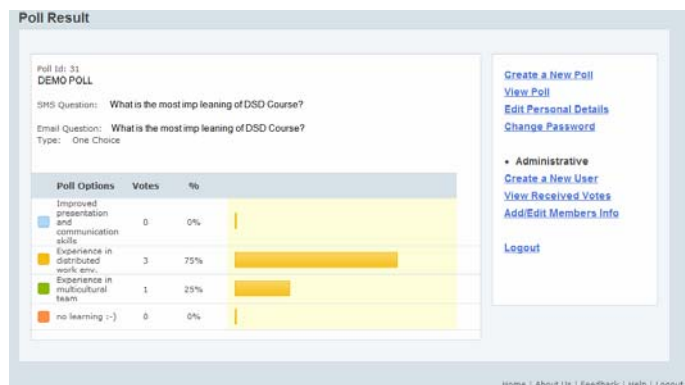 Poll Result
Poll Id: 31
DEMO POLL
SMS Question: What is the most imp leaning of DSD Course?
Email Question: What is the most imp leaning of DSD Course?
Type: One Choice
Poll Options Votes %
Improved
presentation
and
communication
skills
0 0%
Experience in
distributed
work env.
3 75%
Experience in
multicultural
team
1 25%
no learning :-) 0 0%
Create a New Poll
View Poll
Edit Personal Details
Change Password
• Administrative
Create a New User
View Received Votes
Add/Edit Members Info
Logout
Home | About Us | Feedback | Help | Logout